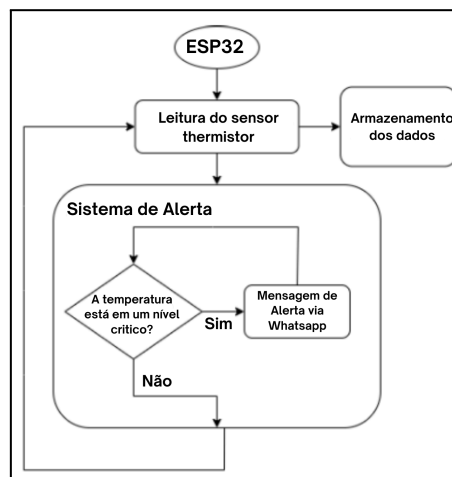 ESP32
Leitura do sensor
thermistor
Armazenamento
dos dados
Sistema de Alerta
A temperatura
está em um nível
critico?
Sim
Mensagem de
Alerta via
Whatsapp
Não